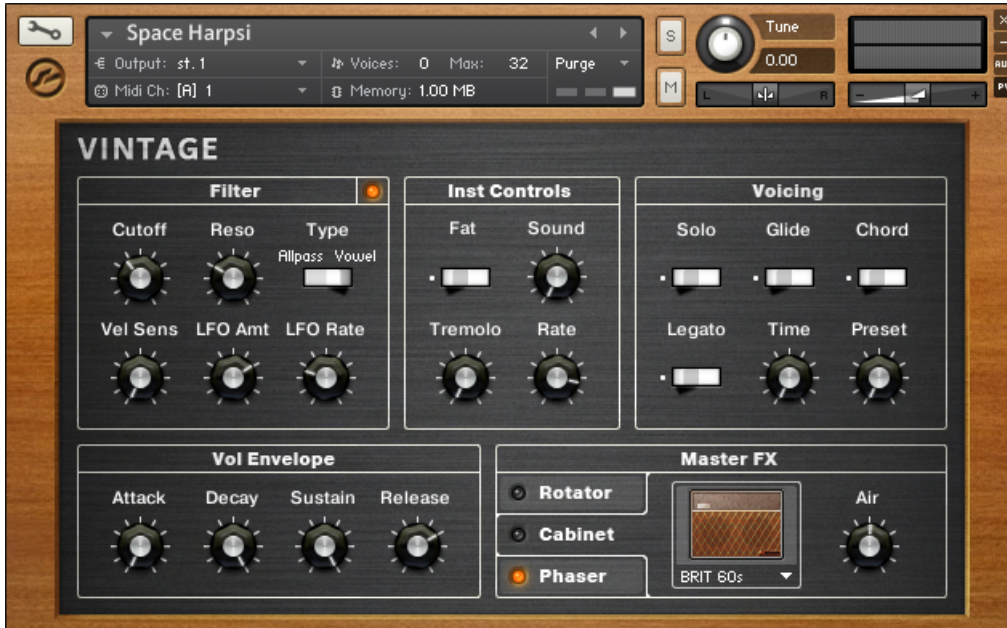 Space Harpsi
Output: st. 1
Voices: 0 Max: 32
Purge
Midi Ch: [A] 1
Memory: 1.00 MB
S
M
Tune
0.00
L R
- +
×
-
AU
PV
VINTAGE
Filter
Cutoff Reso Type
Allpass Vowel
Vel Sens LFO Amt LFO Rate
Inst Controls
Fat Sound
Tremolo Rate
Voicing
Solo Glide Chord
Legato Time Preset
Vol Envelope
Attack Decay Sustain Release
Master FX
Rotator
Cabinet
Phaser
BRIT 60s
Air